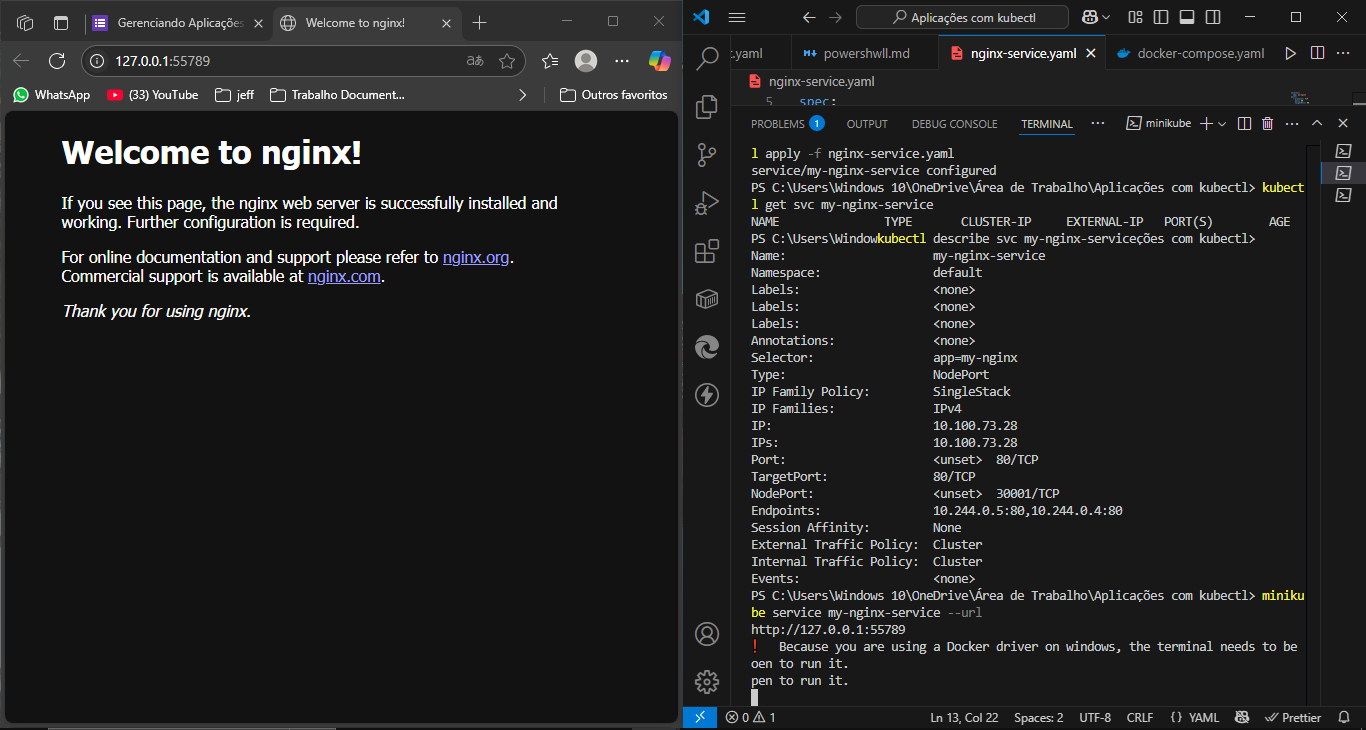 Gerenciando Aplicações
Welcome to nginx!
127.0.0.1:55789
WhatsApp
(33) YouTube
jeff
Trabalho Document...
Outros favoritos
Welcome to nginx!
If you see this page, the nginx web server is successfully installed and
working. Further configuration is required.
For online documentation and support please refer to nginx.org.
Commercial support is available at nginx.com.
Thank you for using nginx.
Aplicações com kubectl
.yaml
powershwll.md
nginx-service.yaml
docker-compose.yaml
nginx-service.yaml
5 spec:
PROBLEMS 1 OUTPUT DEBUG CONSOLE TERMINAL
minikube
l apply -f nginx-service.yaml
service/my-nginx-service configured
PS C:\Users\Windows 10\OneDrive\Área de Trabalho\Aplicações com kubectl> kubect
l get svc my-nginx-service
NAME TYPE CLUSTER-IP EXTERNAL-IP PORT(S) AGE
PS C:\Users\Windowkubectl describe svc my-nginx-serviceções com kubectl>
Name: my-nginx-service
Namespace: default
Labels: <none>
Labels: <none>
Labels: <none>
Annotations: <none>
Selector: app=my-nginx
Type: NodePort
IP Family Policy: SingleStack
IP Families: IPv4
IP: 10.100.73.28
IPs: 10.100.73.28
Port: <unset> 80/TCP
TargetPort: 80/TCP
NodePort: <unset> 30001/TCP
Endpoints: 10.244.0.5:80,10.244.0.4:80
Session Affinity: None
External Traffic Policy: Cluster
Internal Traffic Policy: Cluster
Events: <none>
PS C:\Users\Windows 10\OneDrive\Área de Trabalho\Aplicações com kubectl> miniku
be service my-nginx-service --url
http://127.0.0.1:55789
! Because you are using a Docker driver on windows, the terminal needs to be
oen to run it.
pen to run it.
0 1 Ln 13, Col 22 Spaces: 2 UTF-8 CRLF {} YAML Prettier